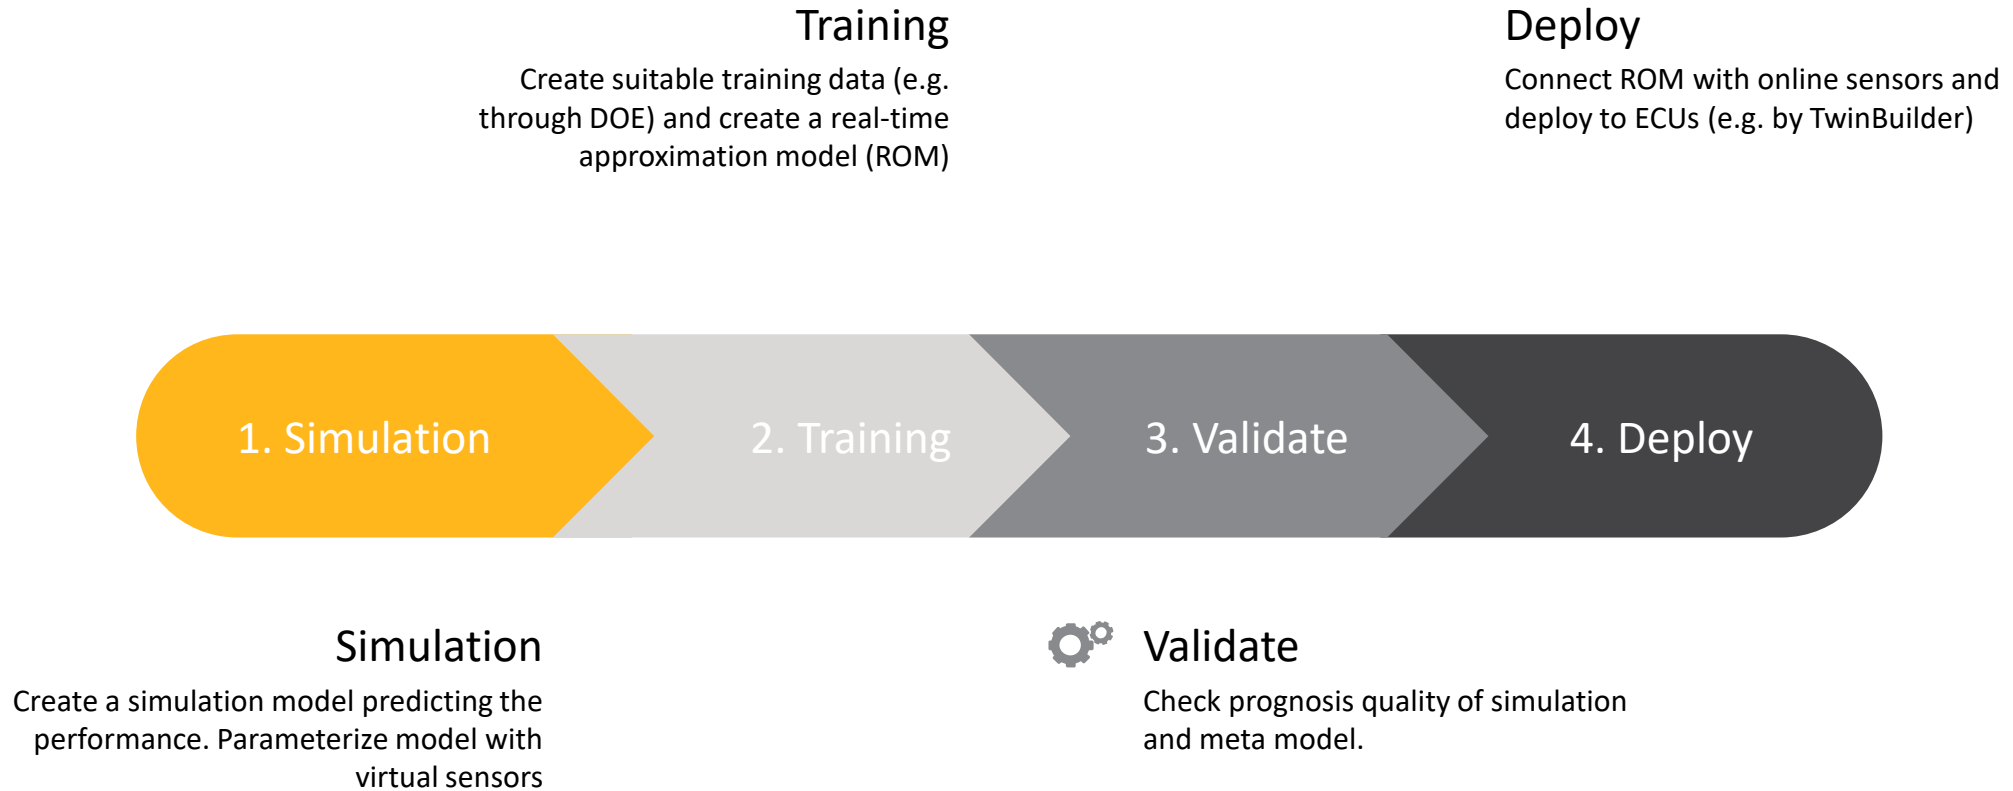 Training
Create suitable training data (e.g.
through DOE) and create a real-time
approximation model (ROM)
Deploy
Connect ROM with online sensors and
deploy to ECUs (e.g. by TwinBuilder)
1. Simulation
2. Training
3. Validate
4. Deploy
Simulation
Create a simulation model predicting the
performance. Parameterize model with
virtual sensors
Validate
Check prognosis quality of simulation
and meta model.